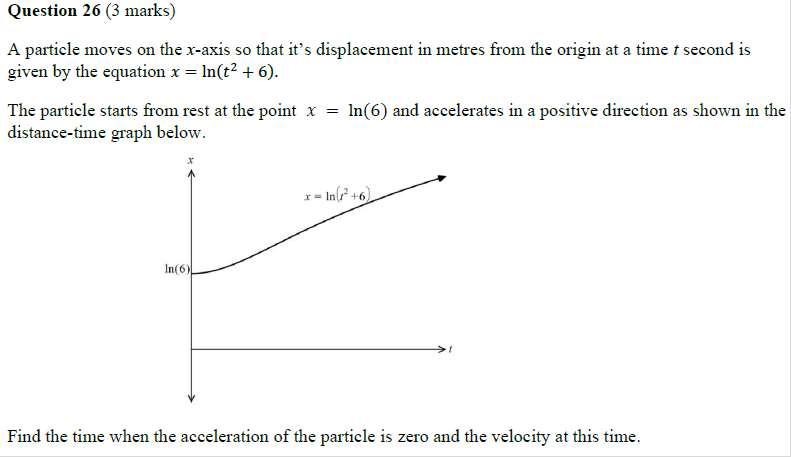 Question 26 (3 marks)
A particle moves on the x-axis so that it's displacement in metres from the origin at a time t second is
given by the equation x = ln(t² + 6).
The particle starts from rest at the point x = ln(6) and accelerates in a positive direction as shown in the
distance-time graph below.
x
x = ln(t² +6)
ln(6)
t
Find the time when the acceleration of the particle is zero and the velocity at this time.